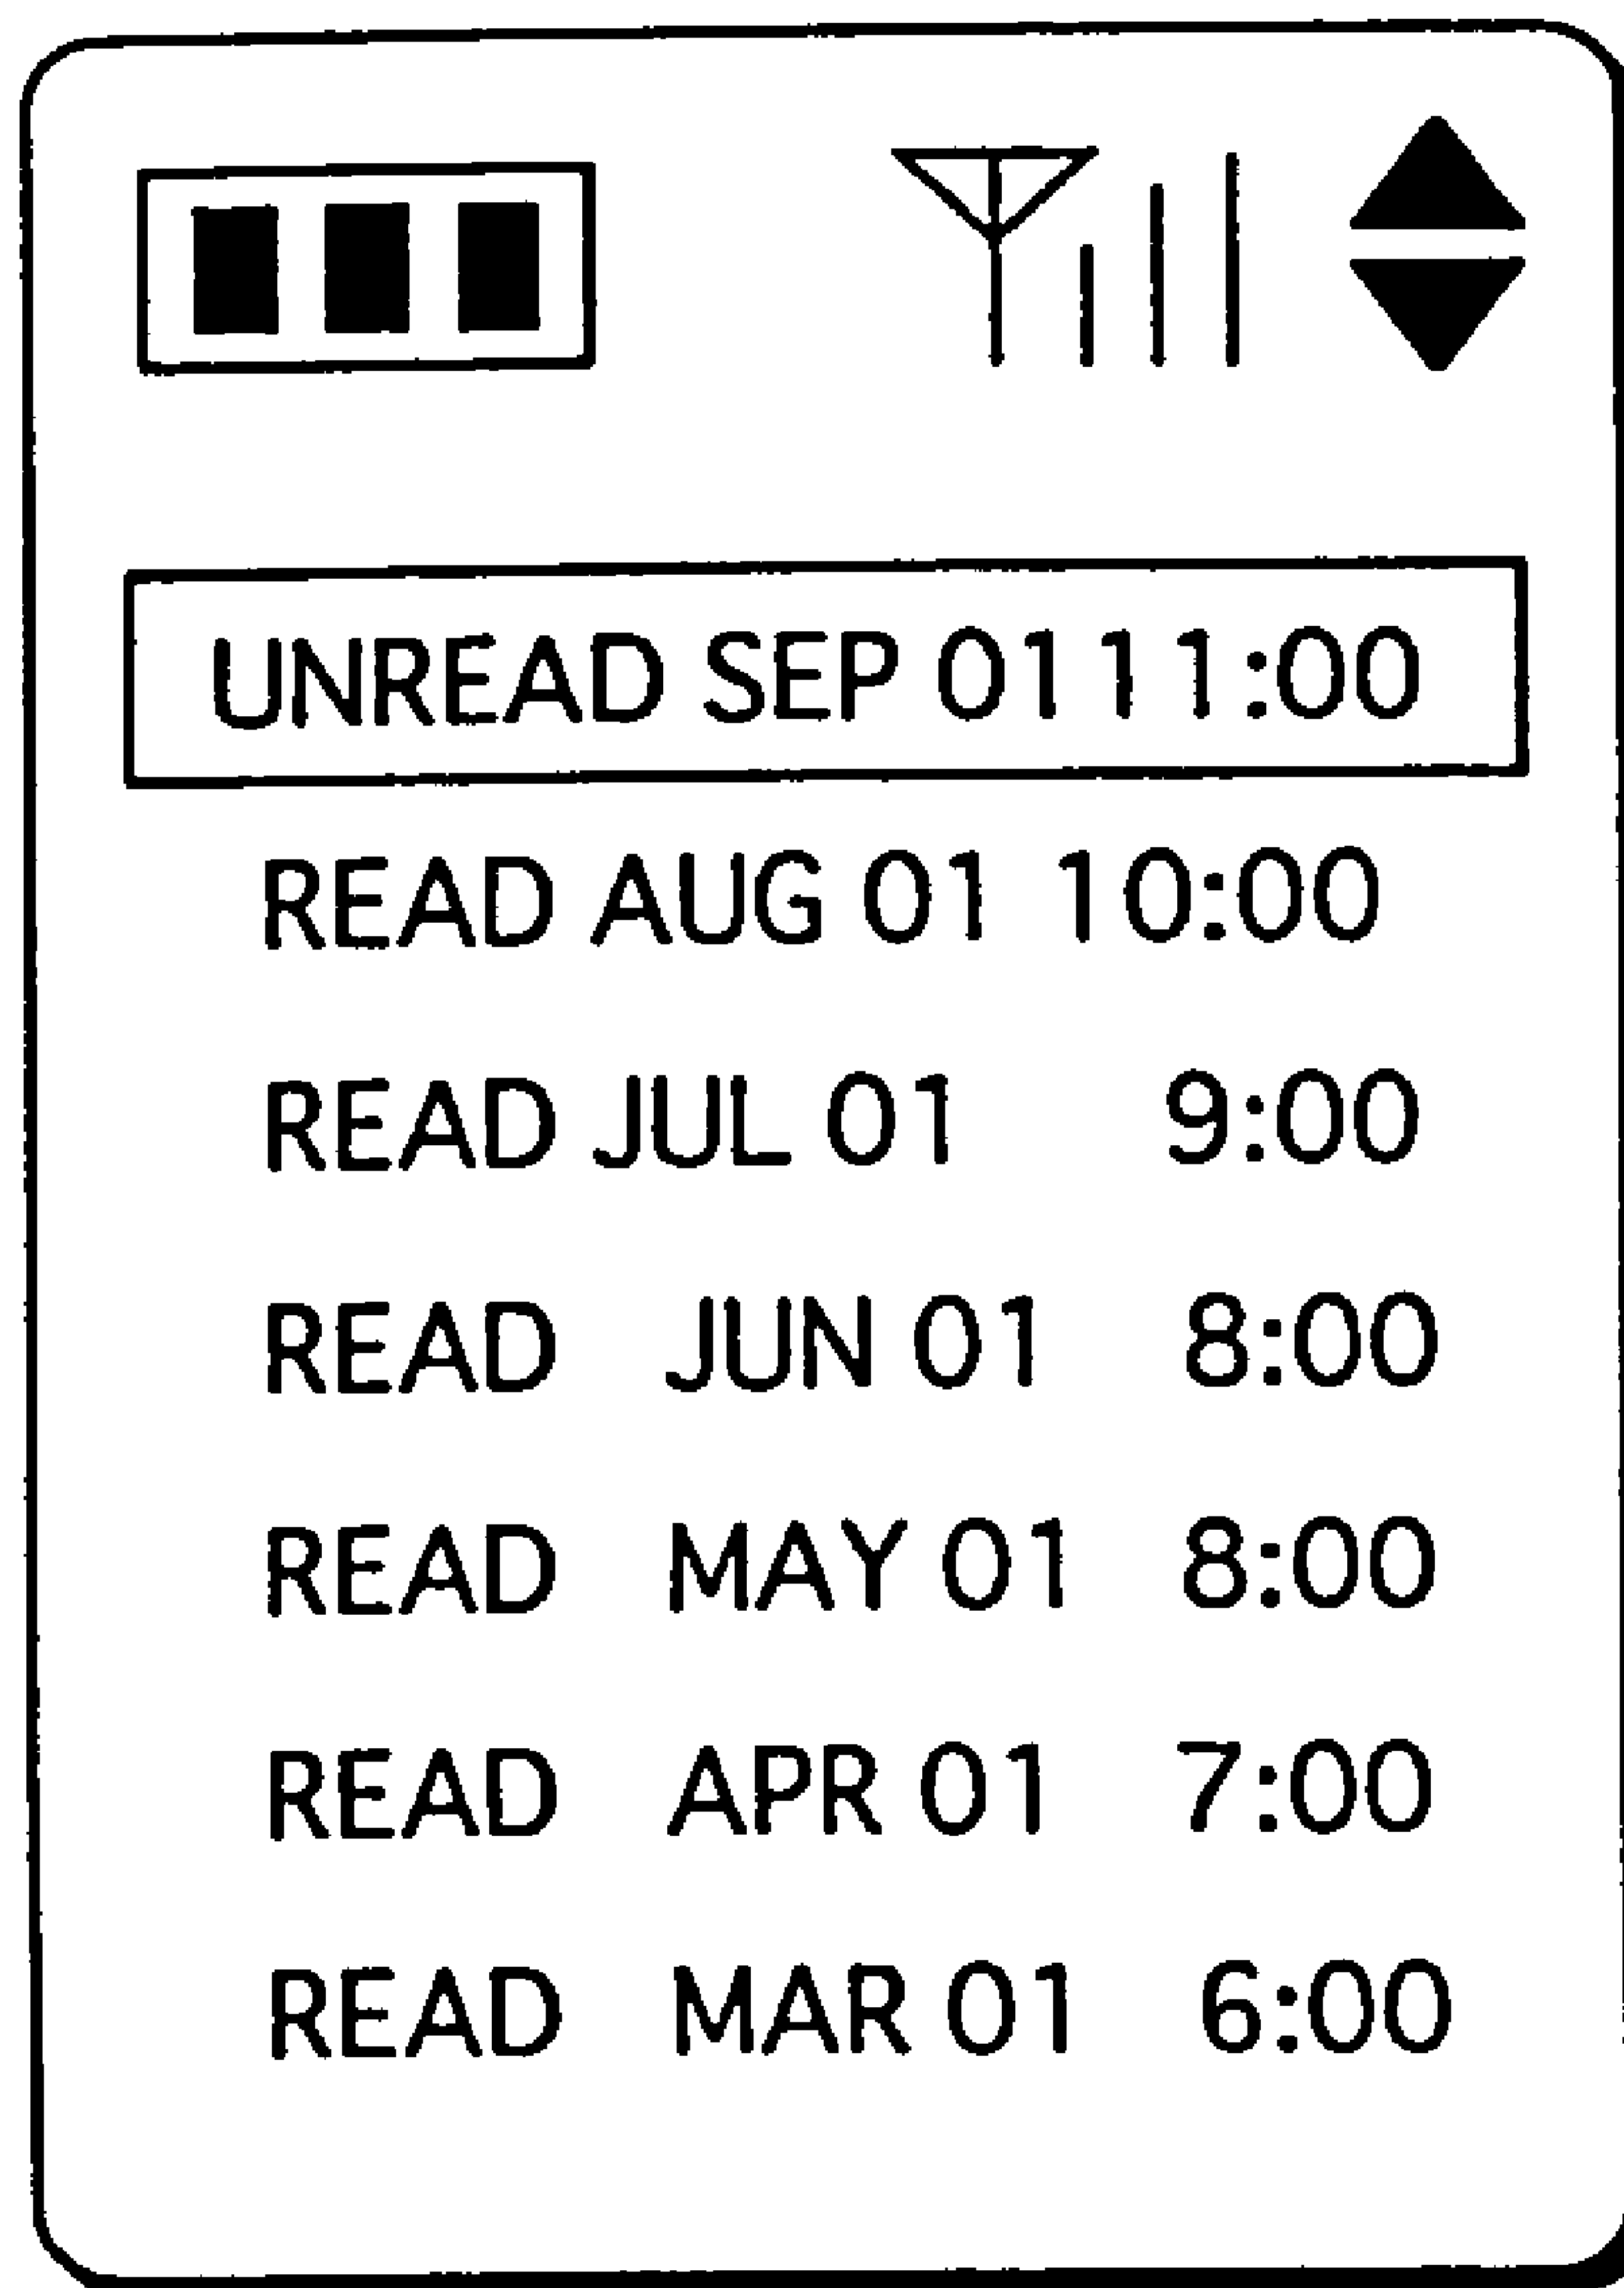 UNREAD SEP 01 11:00
READ AUG 01 10:00
READ JUL 01 9:00
READ JUN 01 8:00
READ MAY 01 8:00
READ APR 01 7:00
READ MAR 01 6:00